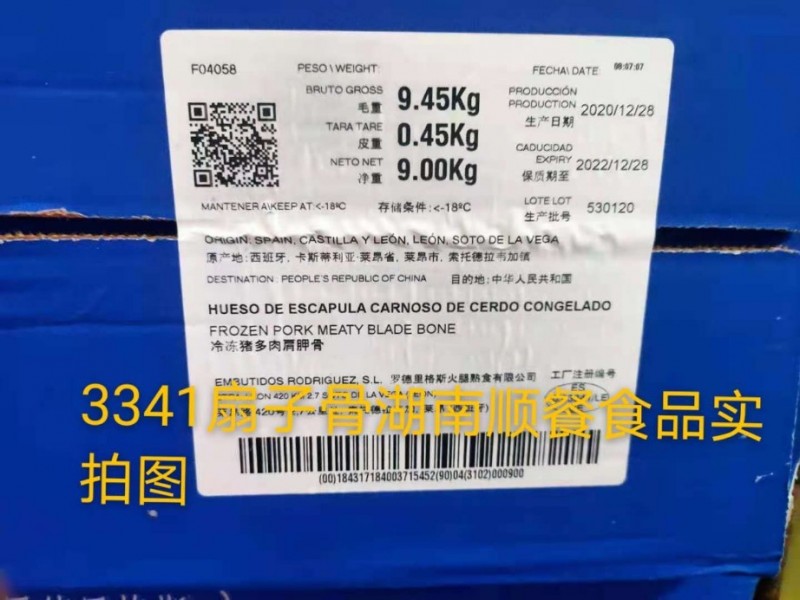 F04058
PESO\WEIGHT:
FECHA\DATE
BRUTO GROSS
毛重
9.45Kg
TARA TARE
皮重
0.45Kg
NETO NET
净重
9.00Kg
PRODUCCIÓN
PRODUCTION
生产日期
2020/12/28
CADUCIDAD
EXPIRY
保质期至
2022/12/28
LOTE LOT
生产批号
530120
MANTENER A\KEEP AT <-18ºC
存储条件:<-18ºC
ORIGIN: SPAIN, CASTILLA Y LEÓN, LEÓN, SOTO DE LA VEGA
原产地:西班牙, 卡斯蒂利亚·莱昂省, 莱昂市, 索托德拉韦加镇
DESTINATION: PEOPLE'S REPUBLIC OF CHINA 目的地:中华人民共和国
HUESO DE ESCAPULA CARNOSO DE CERDO CONGELADO
FROZEN PORK MEATY BLADE BONE
冷冻猪多肉肩胛骨
EMBUTIDOS RODRIGUEZ, S.L. 罗德里格斯火腿熟食有限公司
工厂注册编号
ES
3341扇子骨湖南顺餐食品实
拍图
(00)184317184003715452(90)04(3102)000900